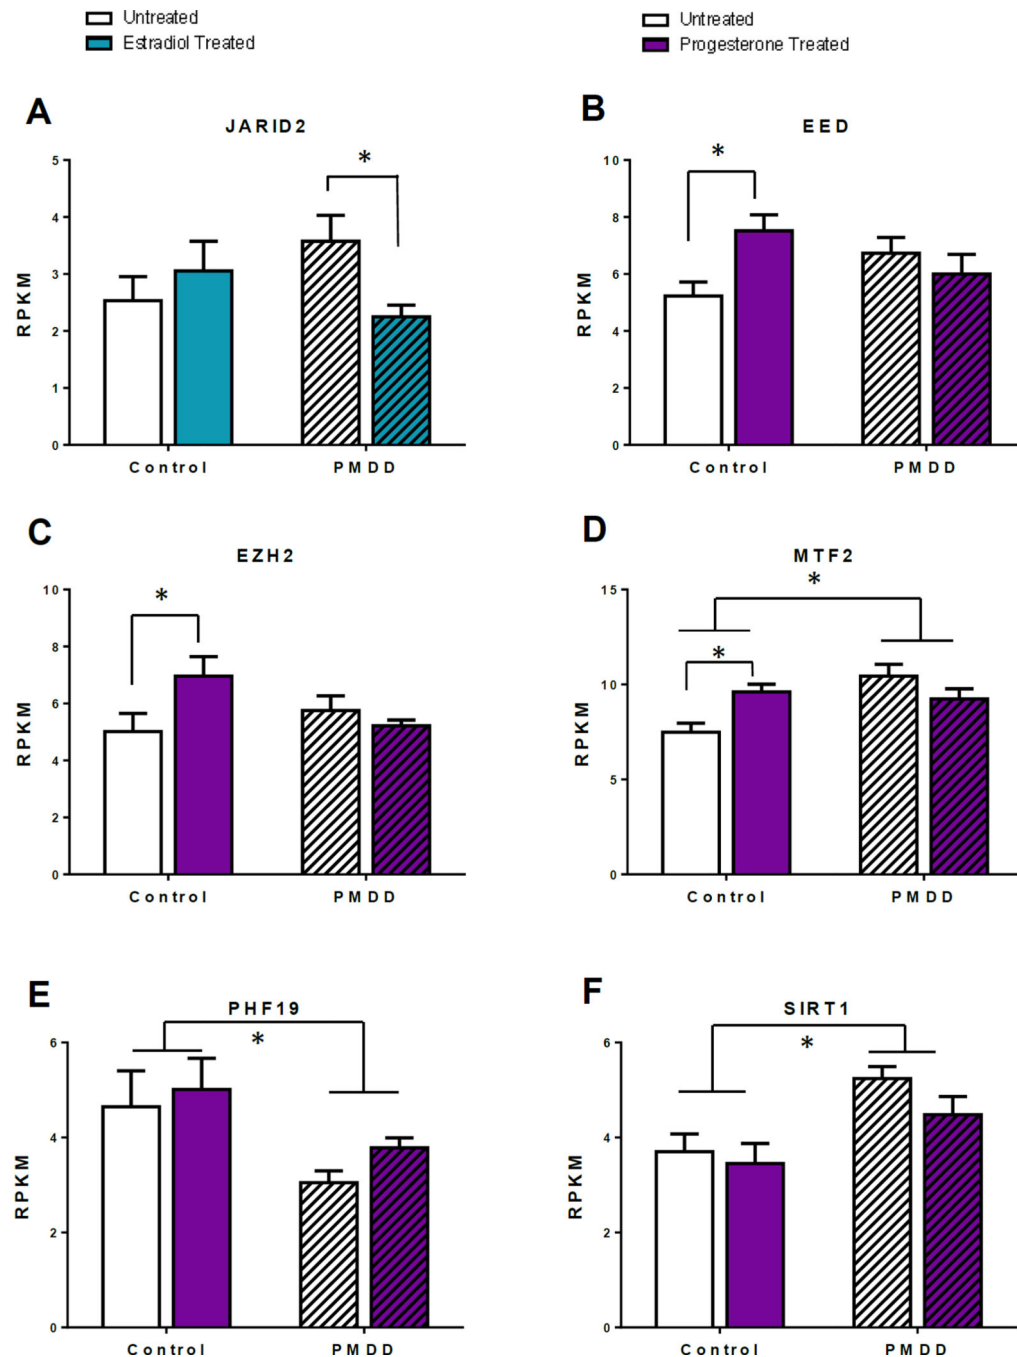 Untreated
Estradiol Treated
Untreated
Progesterone Treated
A
JARID2
*
RPKM
5
4
3
2
1
0
Control PMDD
B
EED
*
RPKM
10
8
6
4
2
0
Control PMDD
C
EZH2
*
RPKM
10
8
6
4
2
0
Control PMDD
D
MTF2
*
*
RPKM
15
10
5
0
Control PMDD
E
PHF19
*
RPKM
6
4
2
0
Control PMDD
F
SIRT1
*
RPKM
6
4
2
0
Control PMDD